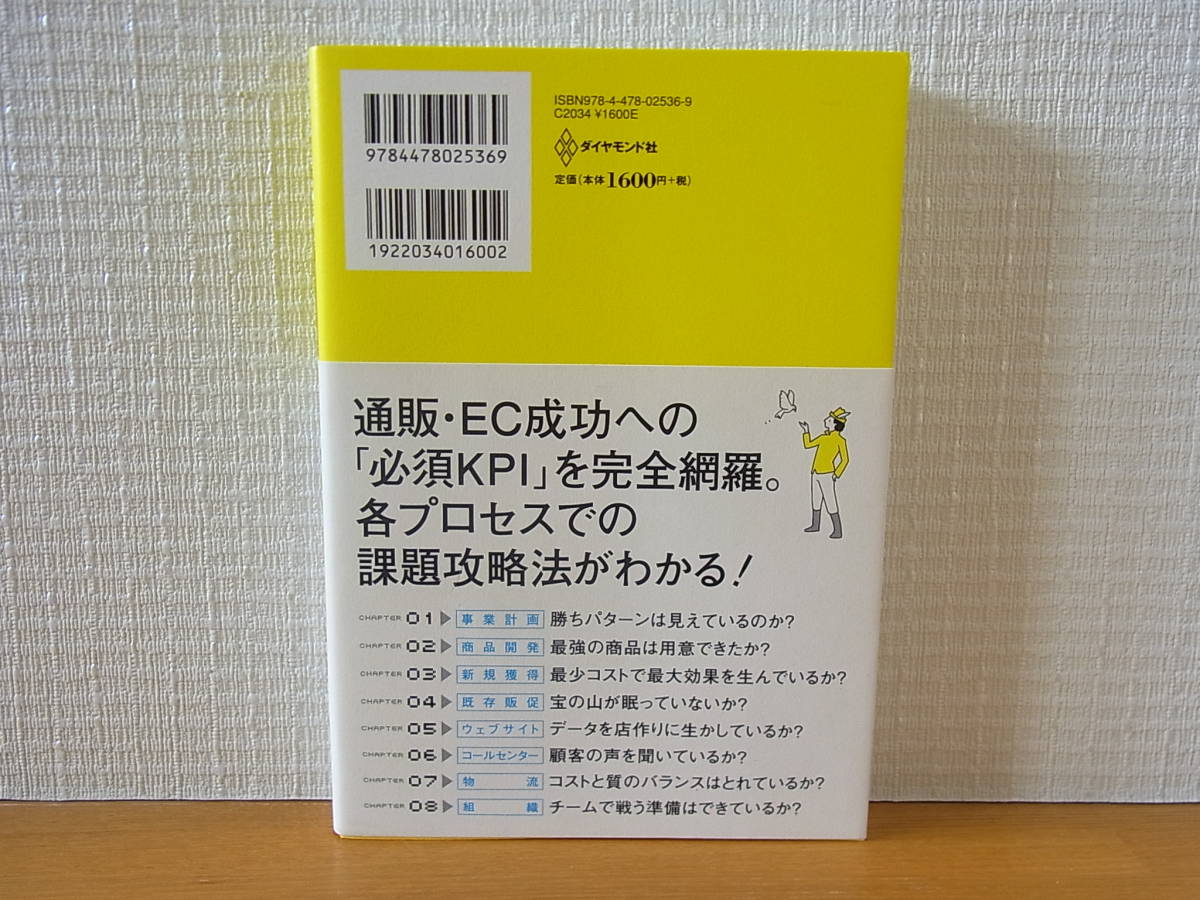 9784478025369
1922034016002
ISBN978-4-478-02536-9
C2034 ¥1600E
ダイヤモンド社
定価(本体1600円+税)
通販・EC成功への
「必須KPI」を完全網羅。
各プロセスでの
課題攻略法がわかる!
CHAPTER 01 ▶ 事業計画 勝ちパターンは見えているのか?
CHAPTER 02 ▶ 商品開発 最強の商品は用意できたか?
CHAPTER 03 ▶ 新規獲得 最少コストで最大効果を生んでいるか?
CHAPTER 04 ▶ 既存販促 宝の山が眠っていないか?
CHAPTER 05 ▶ ウェブサイト データを店作りに生かしているか?
CHAPTER 06 ▶ コールセンター 顧客の声を聞いているか?
CHAPTER 07 ▶ 物流 コストと質のバランスはとれているか?
CHAPTER 08 ▶ 組織 チームで戦う準備はできているか?